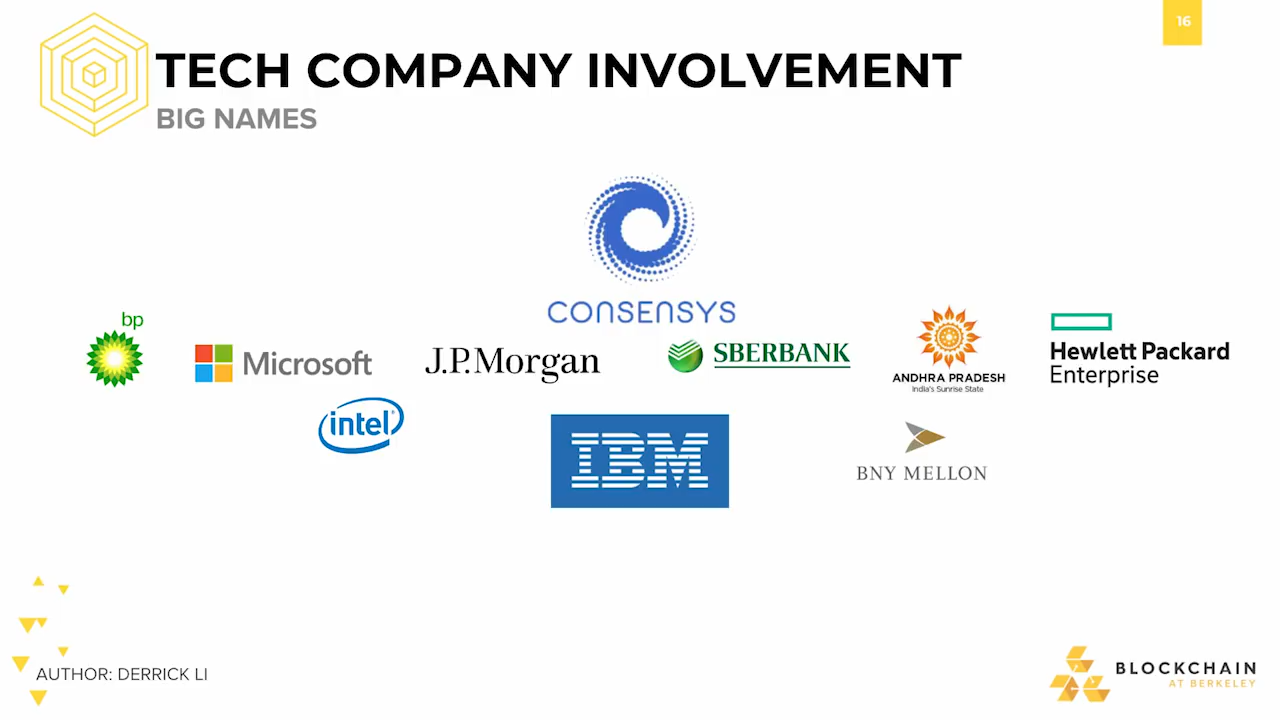 16
TECH COMPANY INVOLVEMENT
BIG NAMES
CONSENSYS
bp
Microsoft
J.P.Morgan
SBERBANK
ANDHRA PRADESH
India's Sunrise State
Hewlett Packard
Enterprise
intel
IBM
BNY MELLON
AUTHOR: DERRICK LI
BLOCKCHAIN
AT BERKELEY